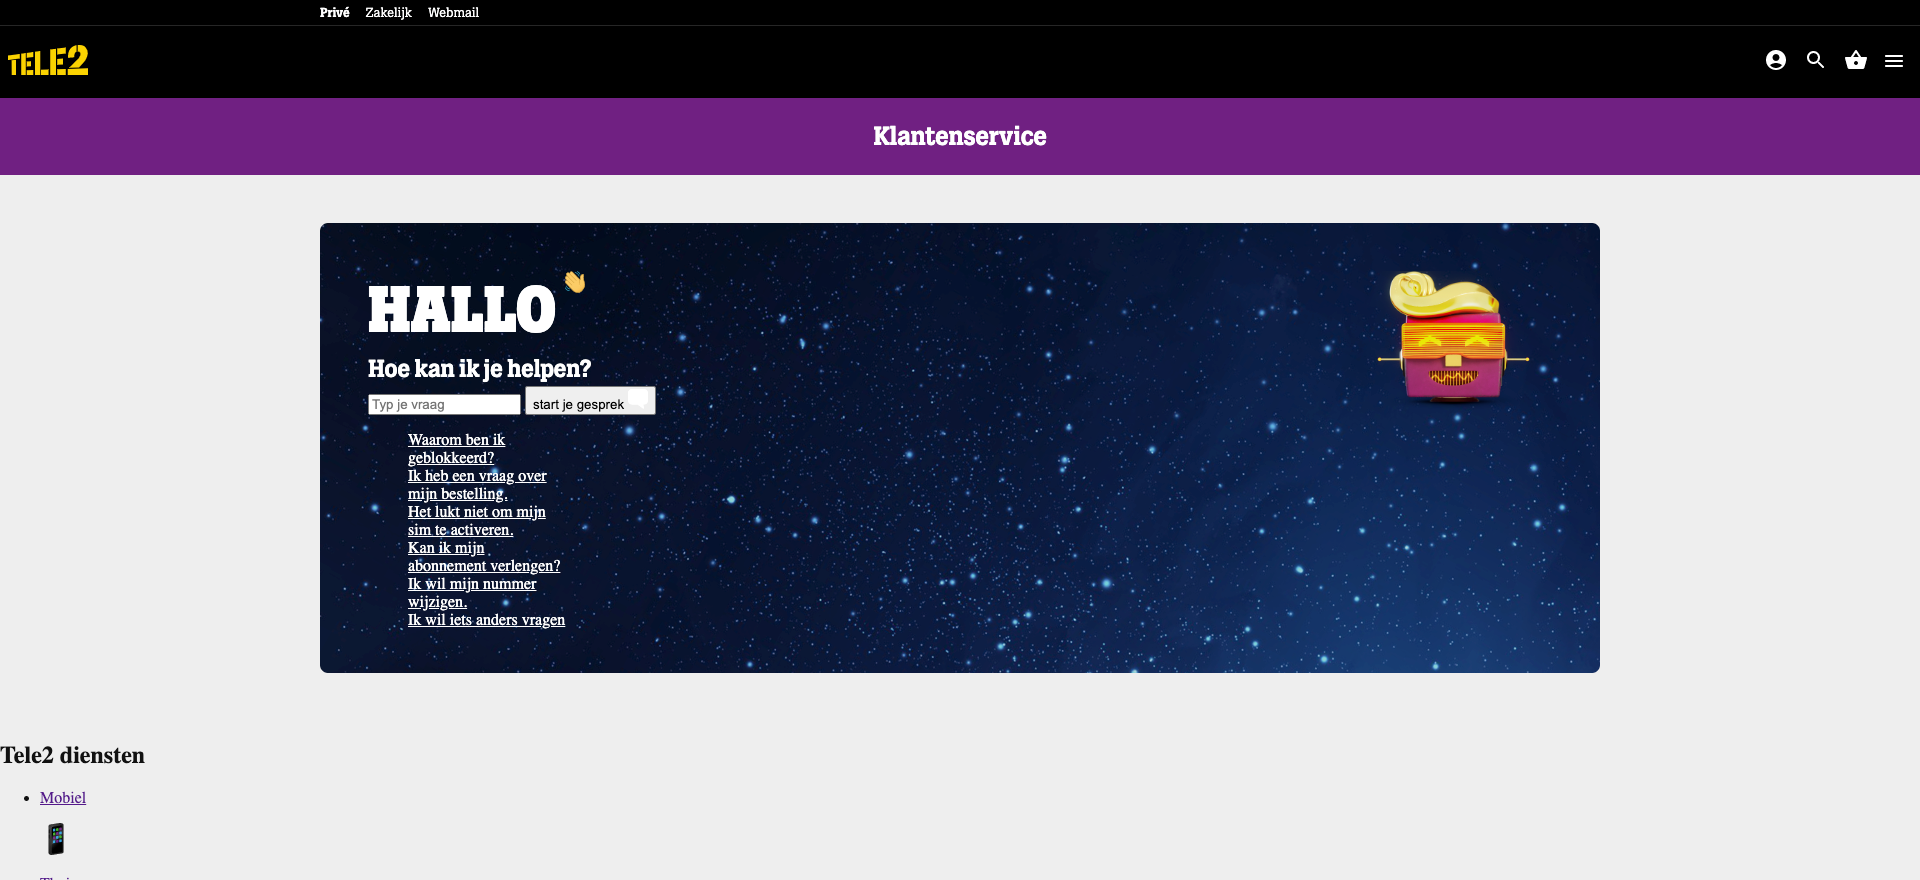 Privé Zakelijk Webmail
TELE2
Klantenservice
HALLO
Hoe kan ik je helpen?
Typ je vraag start je gesprek
Waarom ben ik
geblokkeerd?
Ik heb een vraag over
mijn bestelling.
Het lukt niet om mijn
sim te activeren.
Kan ik mijn
abonnement verlengen?
Ik wil mijn nummer
wijzigen.
Ik wil iets anders vragen
Tele2 diensten
Mobiel